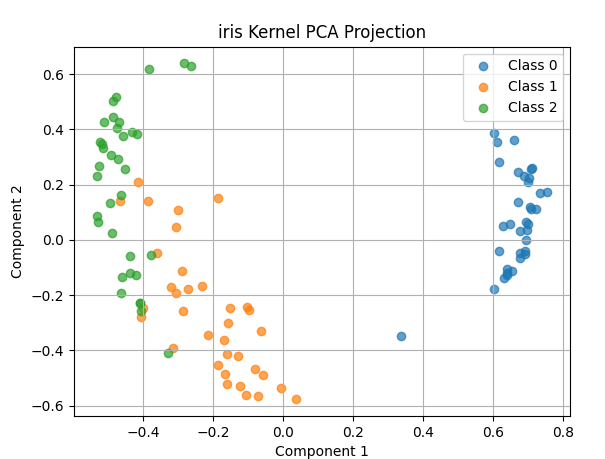 iris Kernel PCA Projection
Class 0
Class 1
Class 2
0.6
0.4
0.2
0.0
−0.2
−0.4
−0.6
Component 2
−0.4
−0.2
0.0
0.2
0.4
0.6
0.8
Component 1